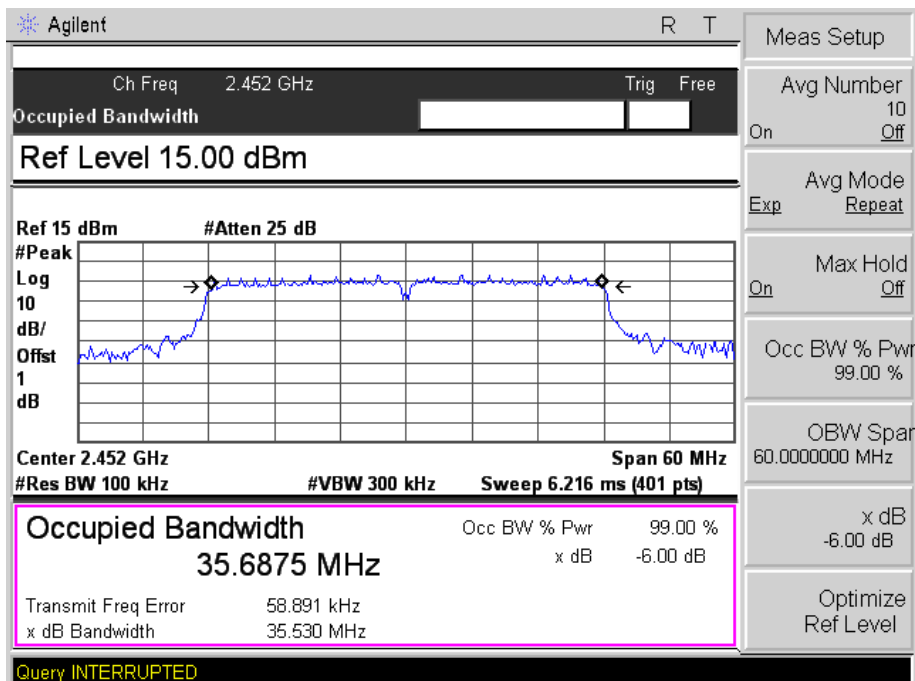 Agilent R T
Ch Freq 2.452 GHz Trig Free
Occupied Bandwidth
Ref Level 15.00 dBm
Ref 15 dBm #Atten 25 dB
#Peak
Log
10
dB/
Offst
1
dB
Center 2.452 GHz Span 60 MHz
#Res BW 100 kHz #VBW 300 kHz Sweep 6.216 ms (401 pts)
Occupied Bandwidth Occ BW % Pwr 99.00 %
35.6875 MHz x dB -6.00 dB
Transmit Freq Error 58.891 kHz
x dB Bandwidth 35.530 MHz
Query INTERRUPTED
Meas Setup
Avg Number
10
On Off
Avg Mode
Exp Repeat
Max Hold
On Off
Occ BW % Pwr
99.00 %
OBW Span
60.0000000 MHz
x dB
-6.00 dB
Optimize
Ref Level